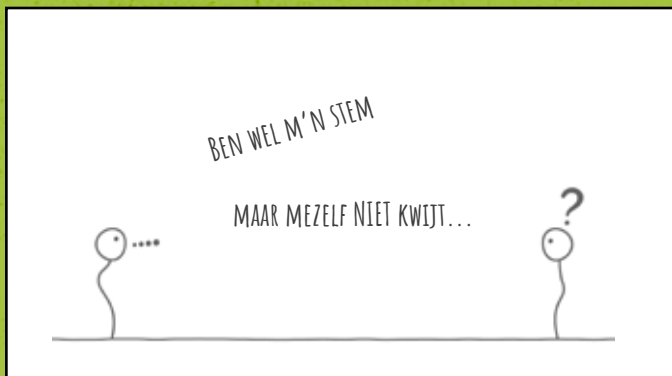 BEN WEL M'N STEM
MAAR MEZELF NIET KWIJT...
?
....